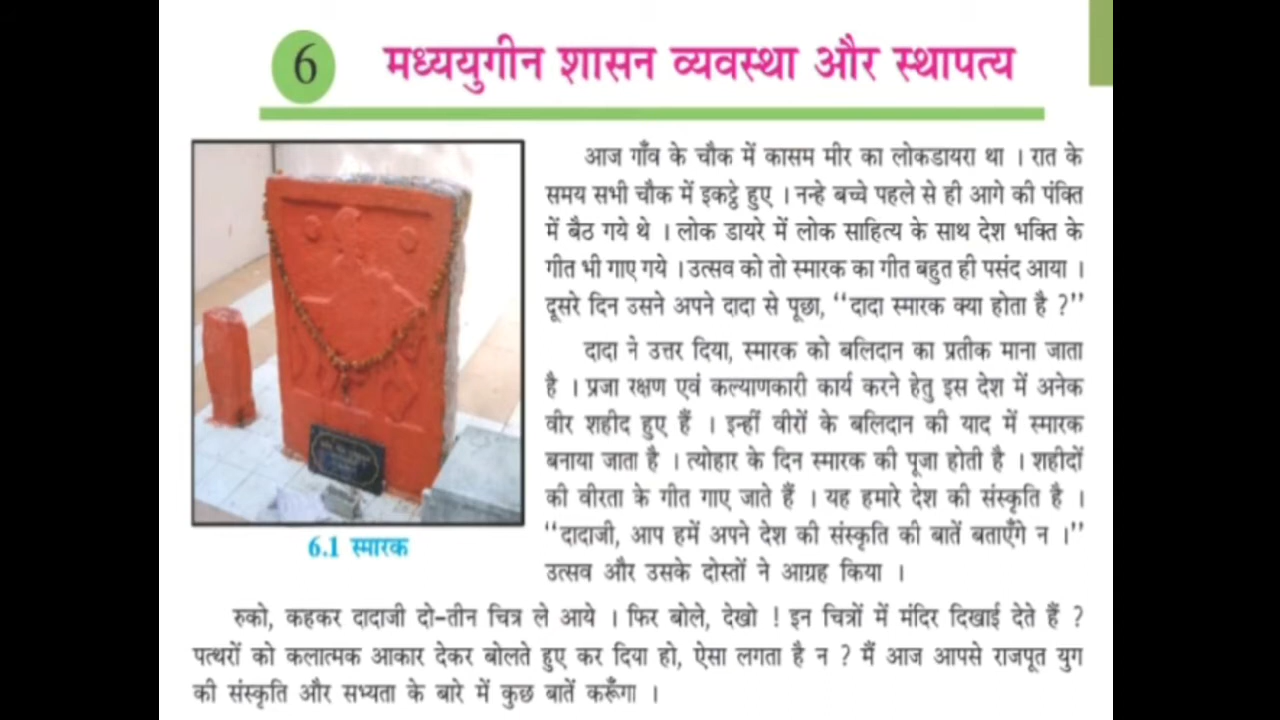 6 मध्ययुगीन शासन व्यवस्था और स्थापत्य
आज गाँव के चौक में कासम मीर का लोकडायरा था । रात के
समय सभी चौक में इकट्ठे हुए । नन्हे बच्चे पहले से ही आगे की पंक्ति
में बैठ गये थे । लोक डायरे में लोक साहित्य के साथ देश भक्ति के
गीत भी गाए गये । उत्सव को तो स्मारक का गीत बहुत ही पसंद आया ।
दूसरे दिन उसने अपने दादा से पूछा, ‘‘दादा स्मारक क्या होता है ?’’
दादा ने उत्तर दिया, स्मारक को बलिदान का प्रतीक माना जाता
है । प्रजा रक्षण एवं कल्याणकारी कार्य करने हेतु इस देश में अनेक
वीर शहीद हुए हैं । इन्हीं वीरों के बलिदान की याद में स्मारक
बनाया जाता है । त्योहार के दिन स्मारक की पूजा होती है । शहीदों
की वीरता के गीत गाए जाते हैं । यह हमारे देश की संस्कृति है ।
‘‘दादाजी, आप हमें अपने देश की संस्कृति की बातें बताएँगे न ।’’
उत्सव और उसके दोस्तों ने आग्रह किया ।
6.1 स्मारक
रुको, कहकर दादाजी दो-तीन चित्र ले आये । फिर बोले, देखो ! इन चित्रों में मंदिर दिखाई देते हैं ?
पत्थरों को कलात्मक आकार देकर बोलते हुए कर दिया हो, ऐसा लगता है न ? मैं आज आपसे राजपूत युग
की संस्कृति और सभ्यता के बारे में कुछ बातें करूँगा ।